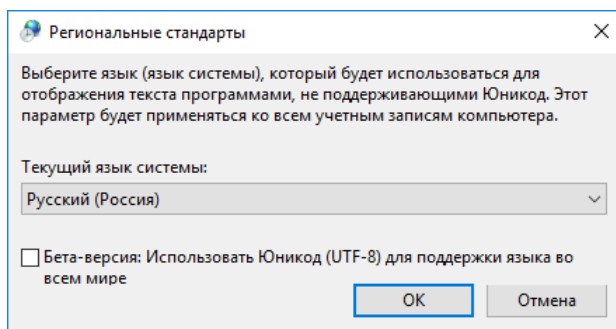 Региональные стандарты
Выберите язык (язык системы), который будет использоваться для
отображения текста программами, не поддерживающими Юникод. Этот
параметр будет применяться ко всем учетным записям компьютера.
Текущий язык системы:
Русский (Россия)
Бета-версия: Использовать Юникод (UTF-8) для поддержки языка во
всем мире
ОК
Отмена